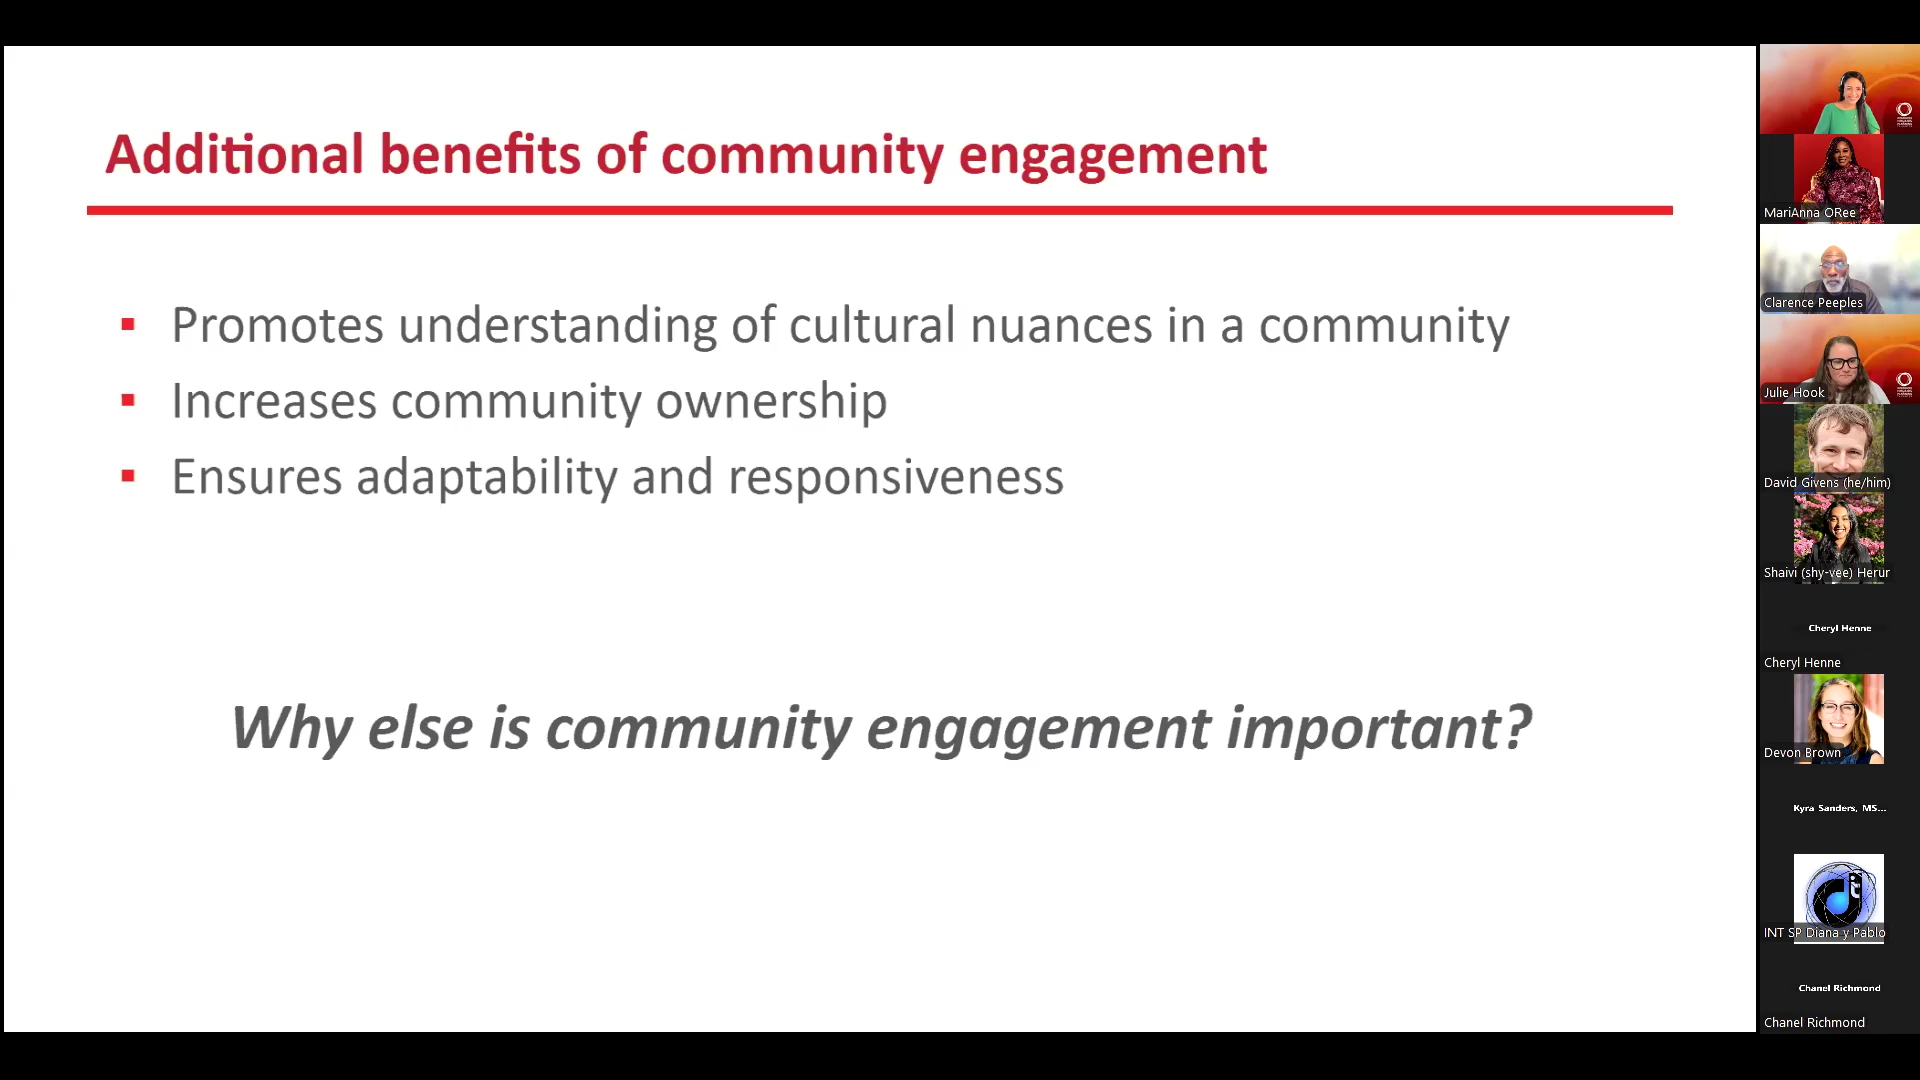 Additional benefits of community engagement
▪ Promotes understanding of cultural nuances in a community
▪ Increases community ownership
▪ Ensures adaptability and responsiveness
Why else is community engagement important?
MariAnna ORee
Clarence Peeples
Julie Hook
David Givens (he/him)
Shaivi (shy-vee) Herur
Cheryl Henne
Cheryl Henne
Devon Brown
Kyra Sanders, MS...
INT SP Diana y Pablo
Chanel Richmond
Chanel Richmond